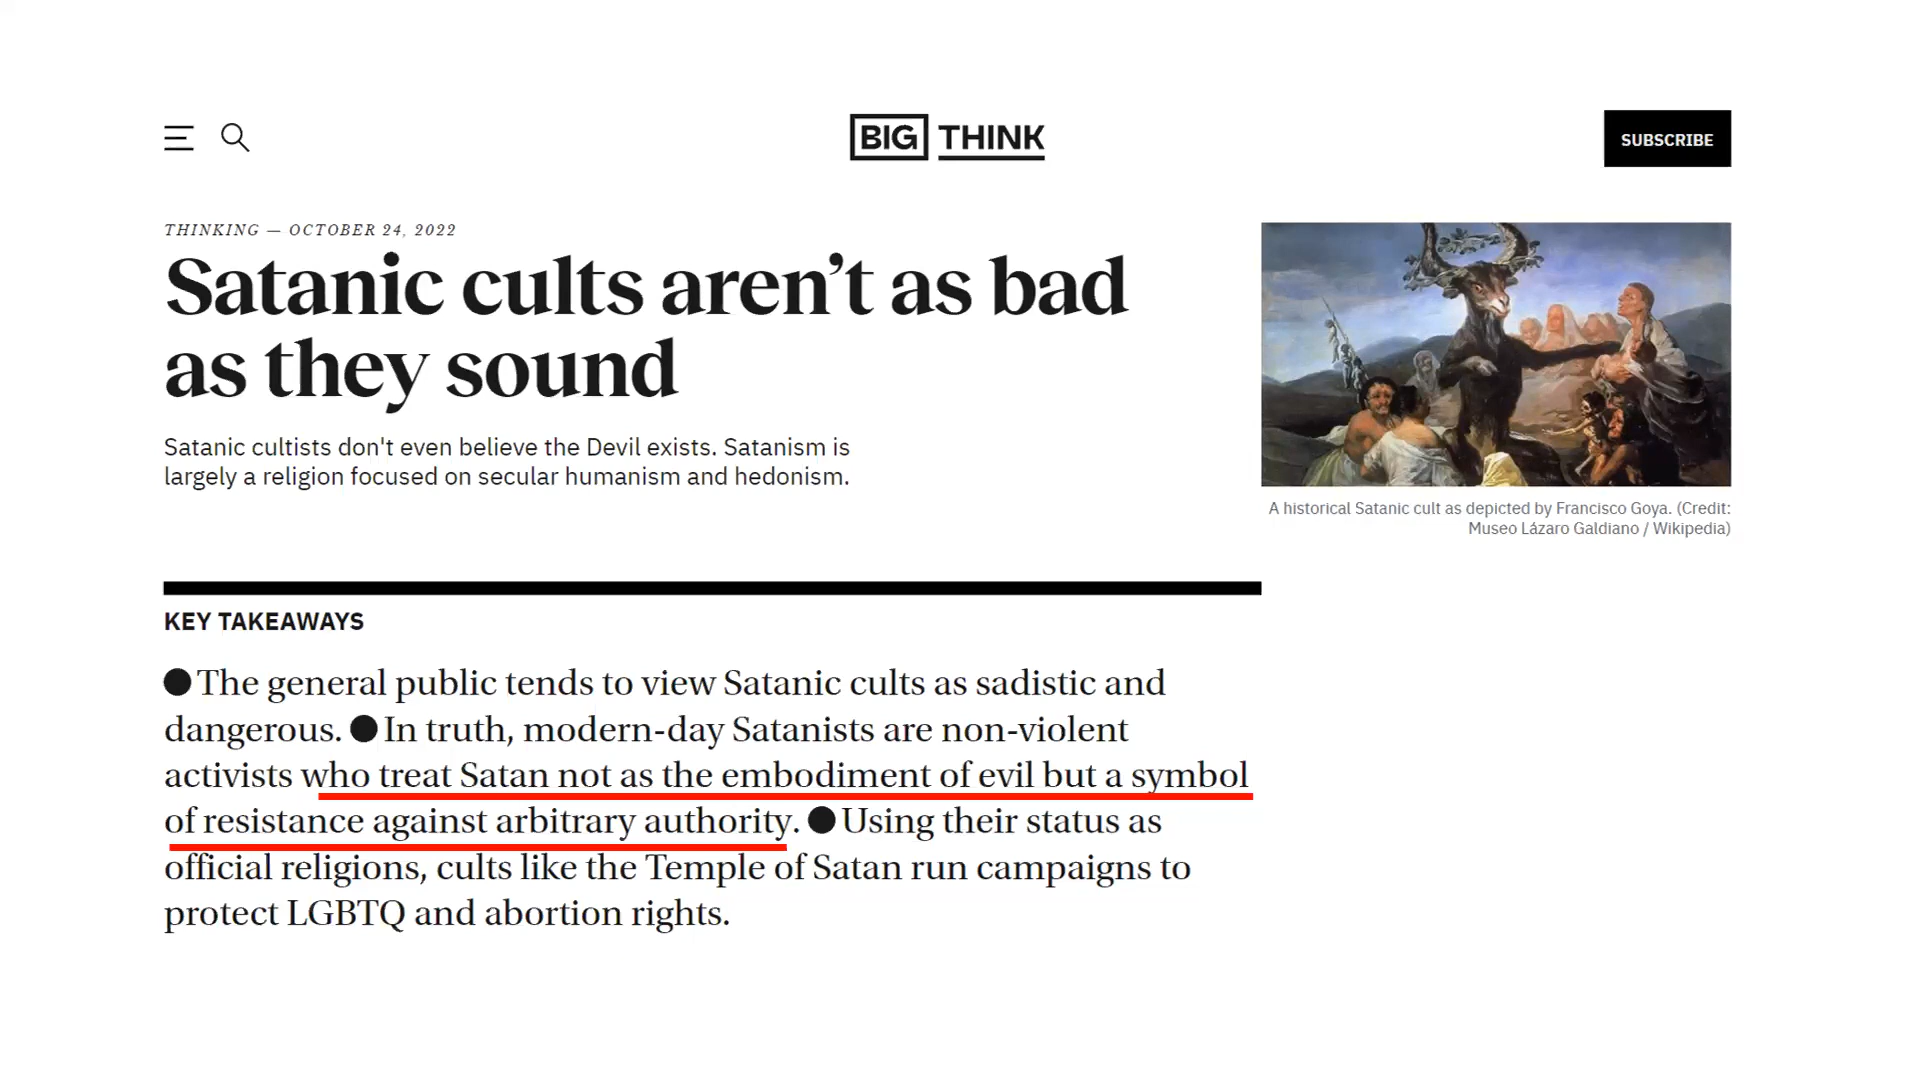 BIG THINK
SUBSCRIBE
THINKING — OCTOBER 24, 2022
Satanic cults aren’t as bad
as they sound
Satanic cultists don't even believe the Devil exists. Satanism is
largely a religion focused on secular humanism and hedonism.
A historical Satanic cult as depicted by Francisco Goya. (Credit:
Museo Lázaro Galdiano / Wikipedia)
KEY TAKEAWAYS
● The general public tends to view Satanic cults as sadistic and
dangerous. ● In truth, modern-day Satanists are non-violent
activists who treat Satan not as the embodiment of evil but a symbol
of resistance against arbitrary authority. ● Using their status as
official religions, cults like the Temple of Satan run campaigns to
protect LGBTQ and abortion rights.